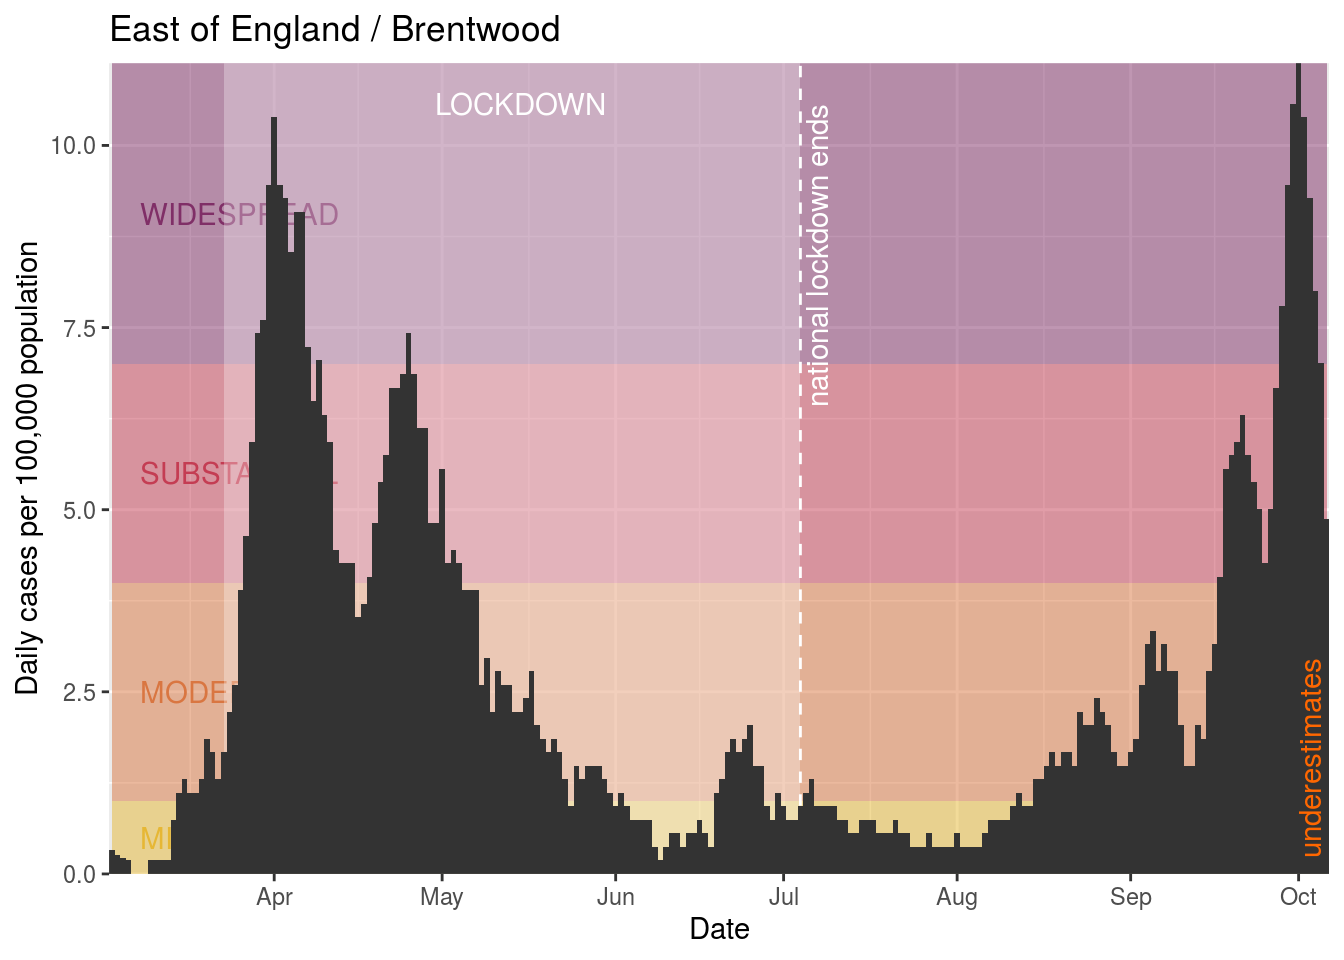 East of England / Brentwood
LOCKDOWN
national lockdown ends
WIDESPREAD
underestimates
10.0
7.5
5.0
2.5
0.0
Daily cases per 100,000 population
Apr
May
Jun
Jul
Aug
Sep
Oct
Date